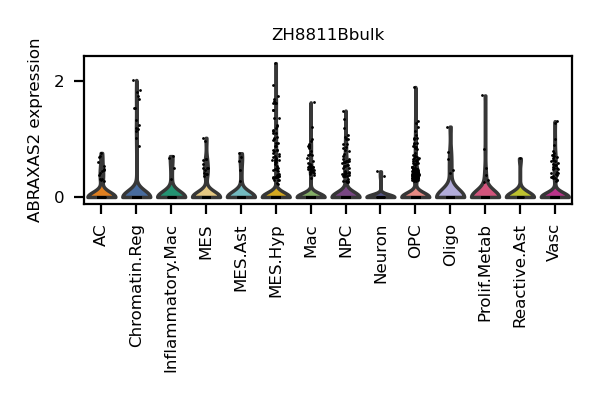 ZH8811Bbulk
ABRAXAS2 expression
2
0
AC
Chromatin.Reg
Inflammatory.Mac
MES
MES.Ast
MES.Hyp
Mac
NPC
Neuron
OPC
Oligo
Prolif.Metab
Reactive.Ast
Vasc